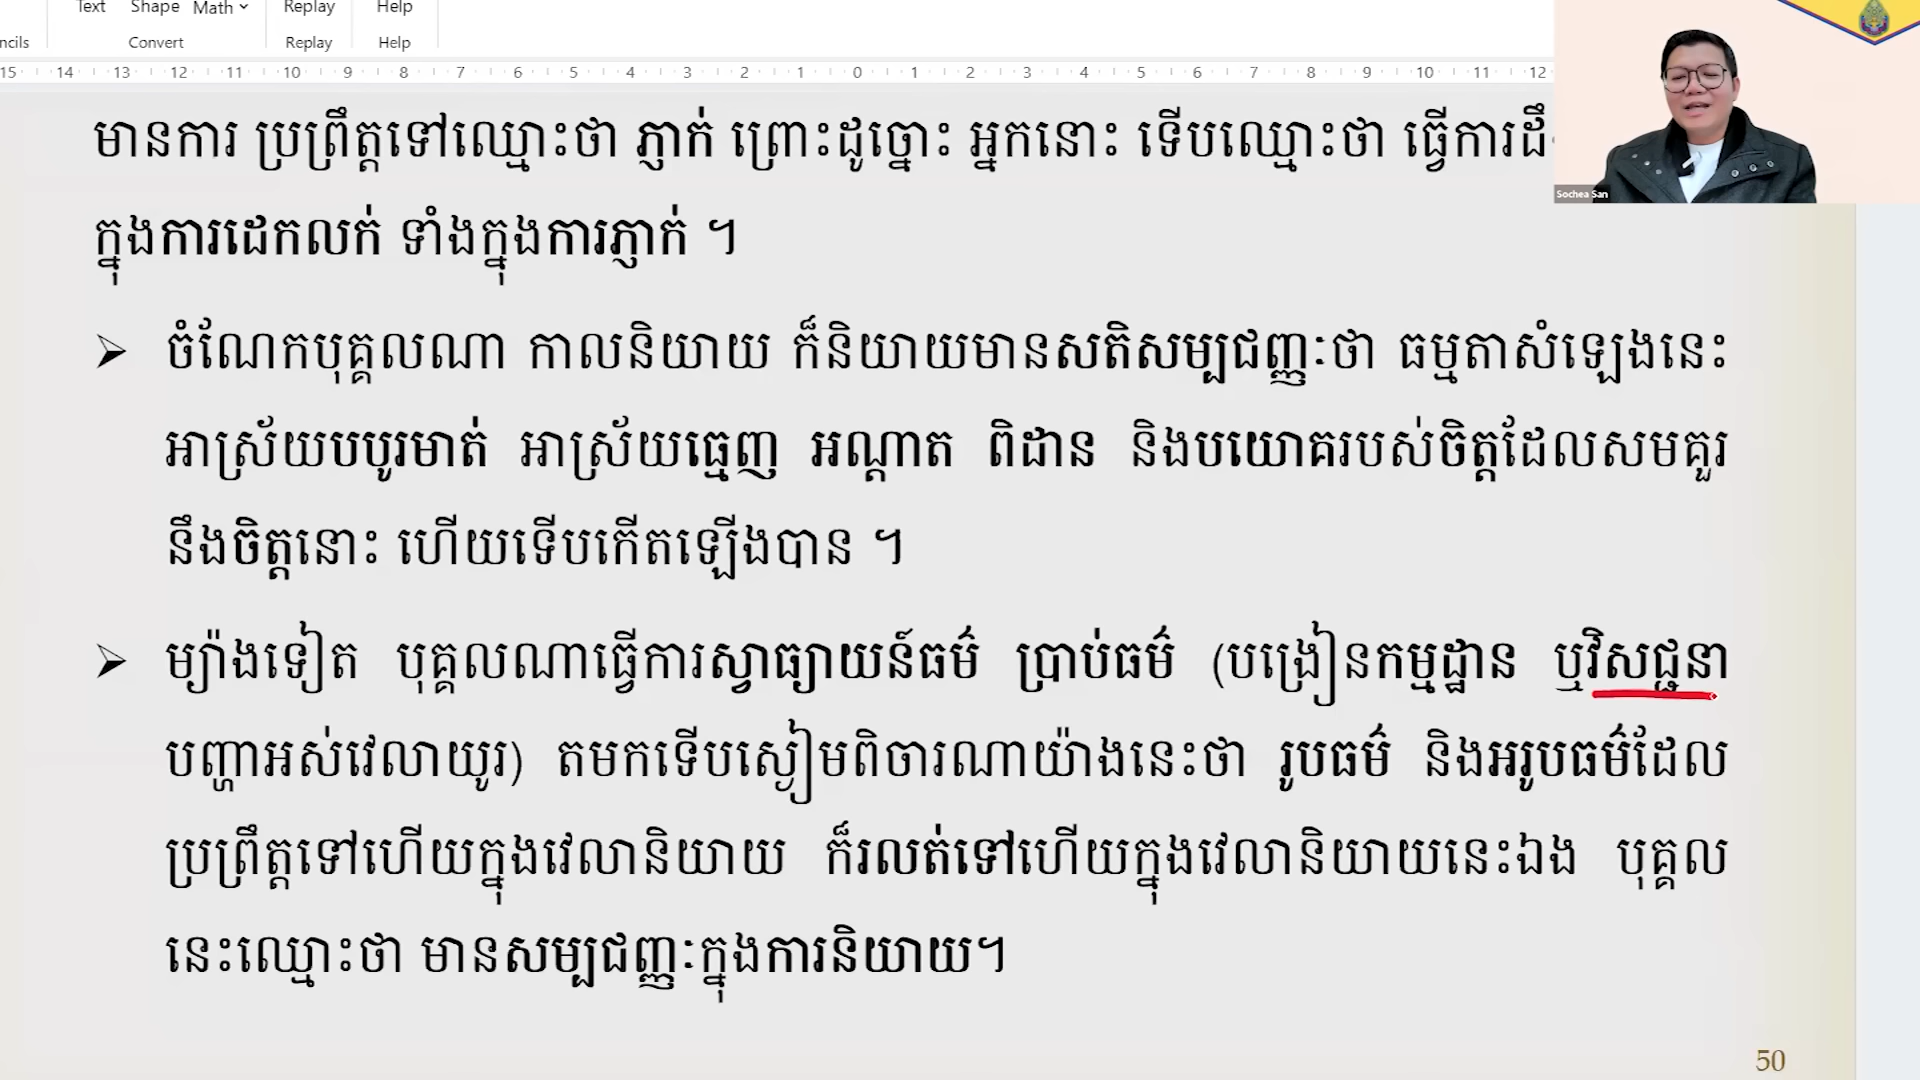 Text Shape Math Replay Help
ncils Convert Replay Help
15 14 13 12 11 10 9 8 7 6 5 4 3 2 1 0 1 2 3 4 5 6 7 8 9 10 11 12
Sochea San
មានការ ប្រព្រឹត្តទៅឈ្មោះថា ភ្ញាក់ ព្រោះដូច្នោះ អ្នកនោះ ទើបឈ្មោះថា ធ្វើការដឹ
ក្នុងការដេកលក់ ទាំងក្នុងការភ្ញាក់ ។
➢ ចំណែកបុគ្គលណា កាលនិយាយ ក៏និយាយមានសតិសម្បជញ្ញៈថា ធម្មតាសំឡេងនេះ
អាស្រ័យបបូរមាត់ អាស្រ័យធ្មេញ អណ្តាត ពិដាន និងបយោគរបស់ចិត្តដែលសមគួរ
នឹងចិត្តនោះ ហើយទើបកើតឡើងបាន ។
➢ ម្យ៉ាងទៀត បុគ្គលណាធ្វើការស្វាធ្យាយន៍ធម៌ ប្រាប់ធម៌ (បង្រៀនកម្មដ្ឋាន ឬវិសជ្ជនា
បញ្ហាអស់វេលាយូរ) តមកទើបស្ងៀមពិចារណាយ៉ាងនេះថា រូបធម៌ និងអរូបធម៌ដែល
ប្រព្រឹត្តទៅហើយក្នុងវេលានិយាយ ក៏រលត់ទៅហើយក្នុងវេលានិយាយនេះឯង បុគ្គល
នេះឈ្មោះថា មានសម្បជញ្ញៈក្នុងការនិយាយ។
50